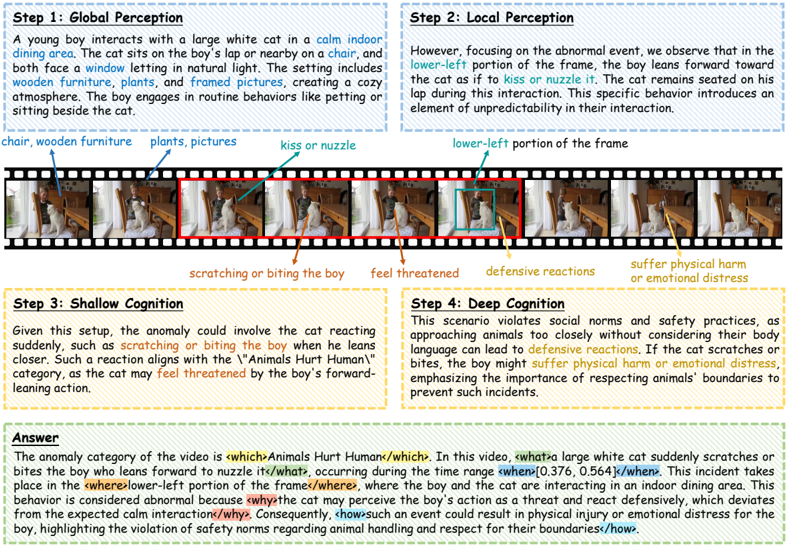 Step 1: Global Perception
A young boy interacts with a large white cat in a calm indoor
dining area. The cat sits on the boy's lap or nearby on a chair, and
both face a window letting in natural light. The setting includes
wooden furniture, plants, and framed pictures, creating a cozy
atmosphere. The boy engages in routine behaviors like petting or
sitting beside the cat.
Step 2: Local Perception
However, focusing on the abnormal event, we observe that in the
lower-left portion of the frame, the boy leans forward toward
the cat as if to kiss or nuzzle it. The cat remains seated on his
lap during this interaction. This specific behavior introduces an
element of unpredictability in their interaction.
chair, wooden furniture
plants, pictures
kiss or nuzzle
lower-left portion of the frame
scratching or biting the boy
feel threatened
defensive reactions
suffer physical harm
or emotional distress
Step 3: Shallow Cognition
Given this setup, the anomaly could involve the cat reacting
suddenly, such as scratching or biting the boy when he leans
closer. Such a reaction aligns with the \"Animals Hurt Human\"
category, as the cat may feel threatened by the boy's forward-
leaning action.
Step 4: Deep Cognition
This scenario violates social norms and safety practices, as
approaching animals too closely without considering their body
language can lead to defensive reactions. If the cat scratches or
bites, the boy might suffer physical harm or emotional distress,
emphasizing the importance of respecting animals' boundaries to
prevent such incidents.
Answer
The anomaly category of the video is <which>Animals Hurt Human</which>. In this video, <what>a large white cat suddenly scratches or
bites the boy who leans forward to nuzzle it</what>, occurring during the time range <when>[0.376, 0.564]</when>. This incident takes
place in the <where>lower-left portion of the frame</where>, where the boy and the cat are interacting in an indoor dining area. This
behavior is considered abnormal because <why>the cat may perceive the boy's action as a threat and react defensively, which deviates
from the expected calm interaction</why>. Consequently, <how>such an event could result in physical injury or emotional distress for the
boy, highlighting the violation of safety norms regarding animal handling and respect for their boundaries</how>.